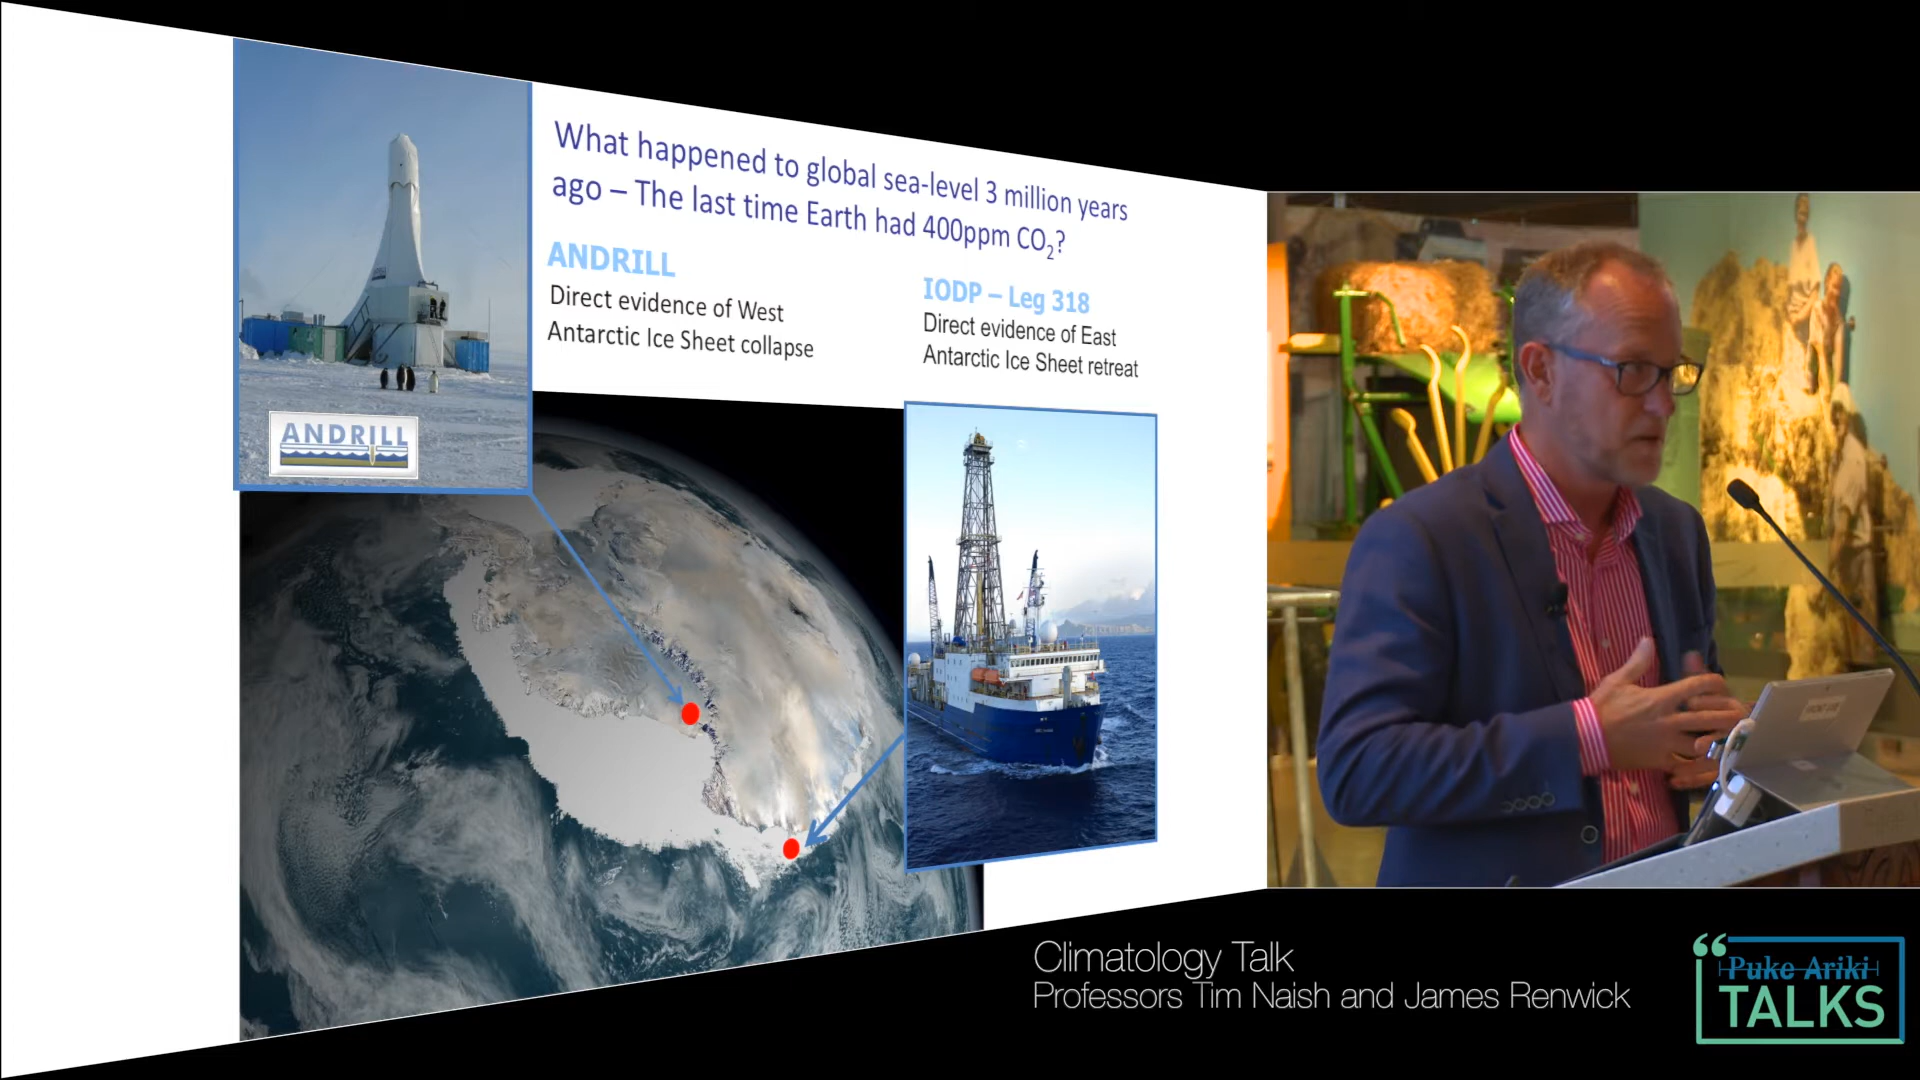 What happened to global sea-level 3 million years
ago – The last time Earth had 400ppm CO₂?
ANDRILL
Direct evidence of West
Antarctic Ice Sheet collapse
IODP – Leg 318
Direct evidence of East
Antarctic Ice Sheet retreat
ANDRILL
Climatology Talk
Professors Tim Naish and James Renwick
Puke Ariki
TALKS